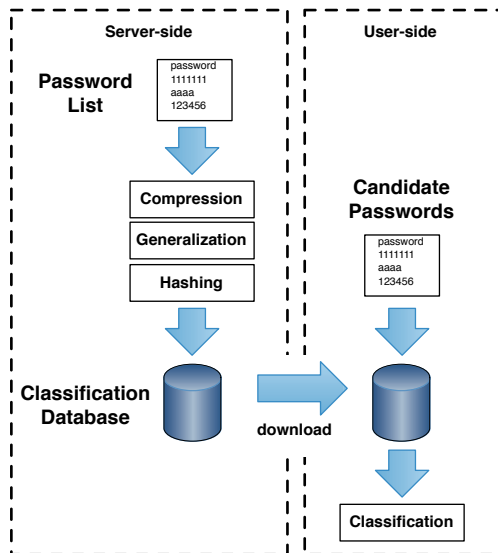 Server-side
Password
List
password
1111111
aaaa
123456
Compression
Generalization
Hashing
Classification
Database
download
User-side
Candidate
Passwords
password
1111111
aaaa
123456
Classification